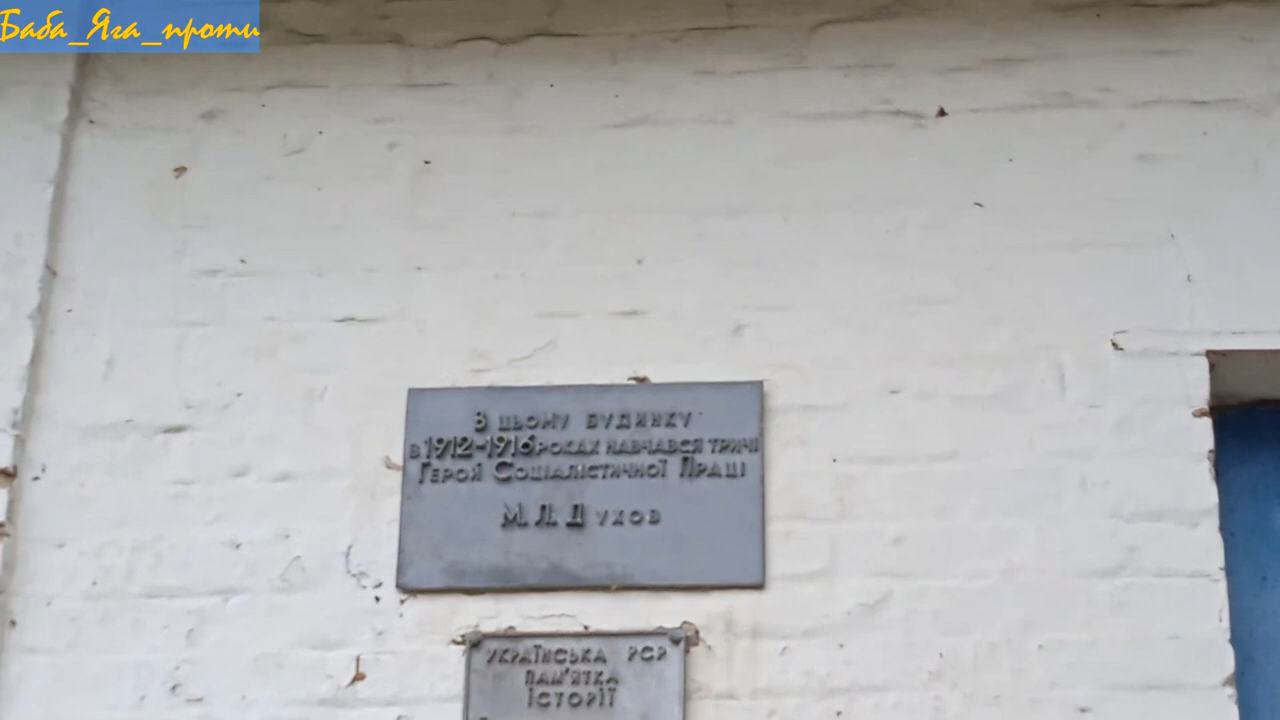 Баба_Яга_проти
В ЦЬОМУ БУДИНКУ
В 1912-1916 РОКАХ НАВЧАВСЯ ТРИЧІ
ГЕРОЙ СОЦІАЛІСТИЧНОЇ ПРАЦІ
М.Л.ДУХОВ
УКРАЇНСЬКА РСР
ПАМ'ЯТКА
ІСТОРІЇ